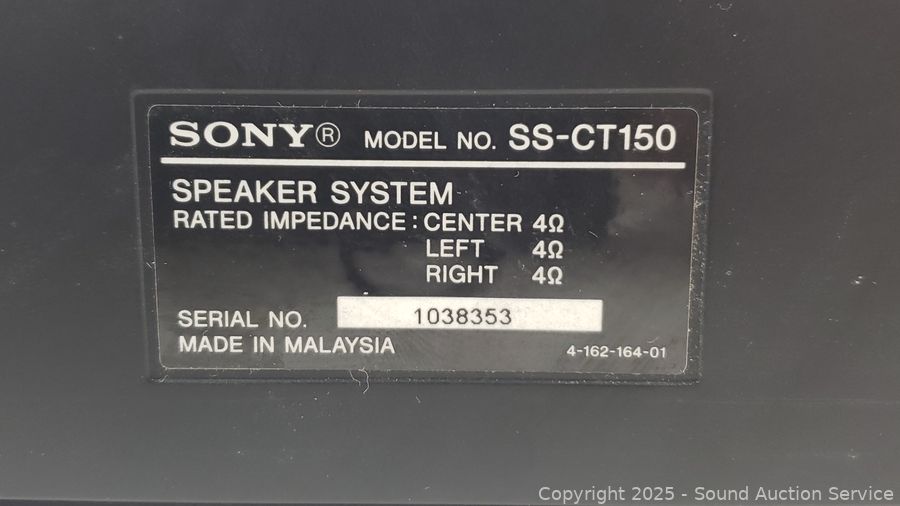 SONY® MODEL NO. SS-CT150
SPEAKER SYSTEM
RATED IMPEDANCE : CENTER 4Ω
LEFT 4Ω
RIGHT 4Ω
SERIAL NO. 1038353
MADE IN MALAYSIA 4-162-164-01
Copyright 2025 - Sound Auction Service